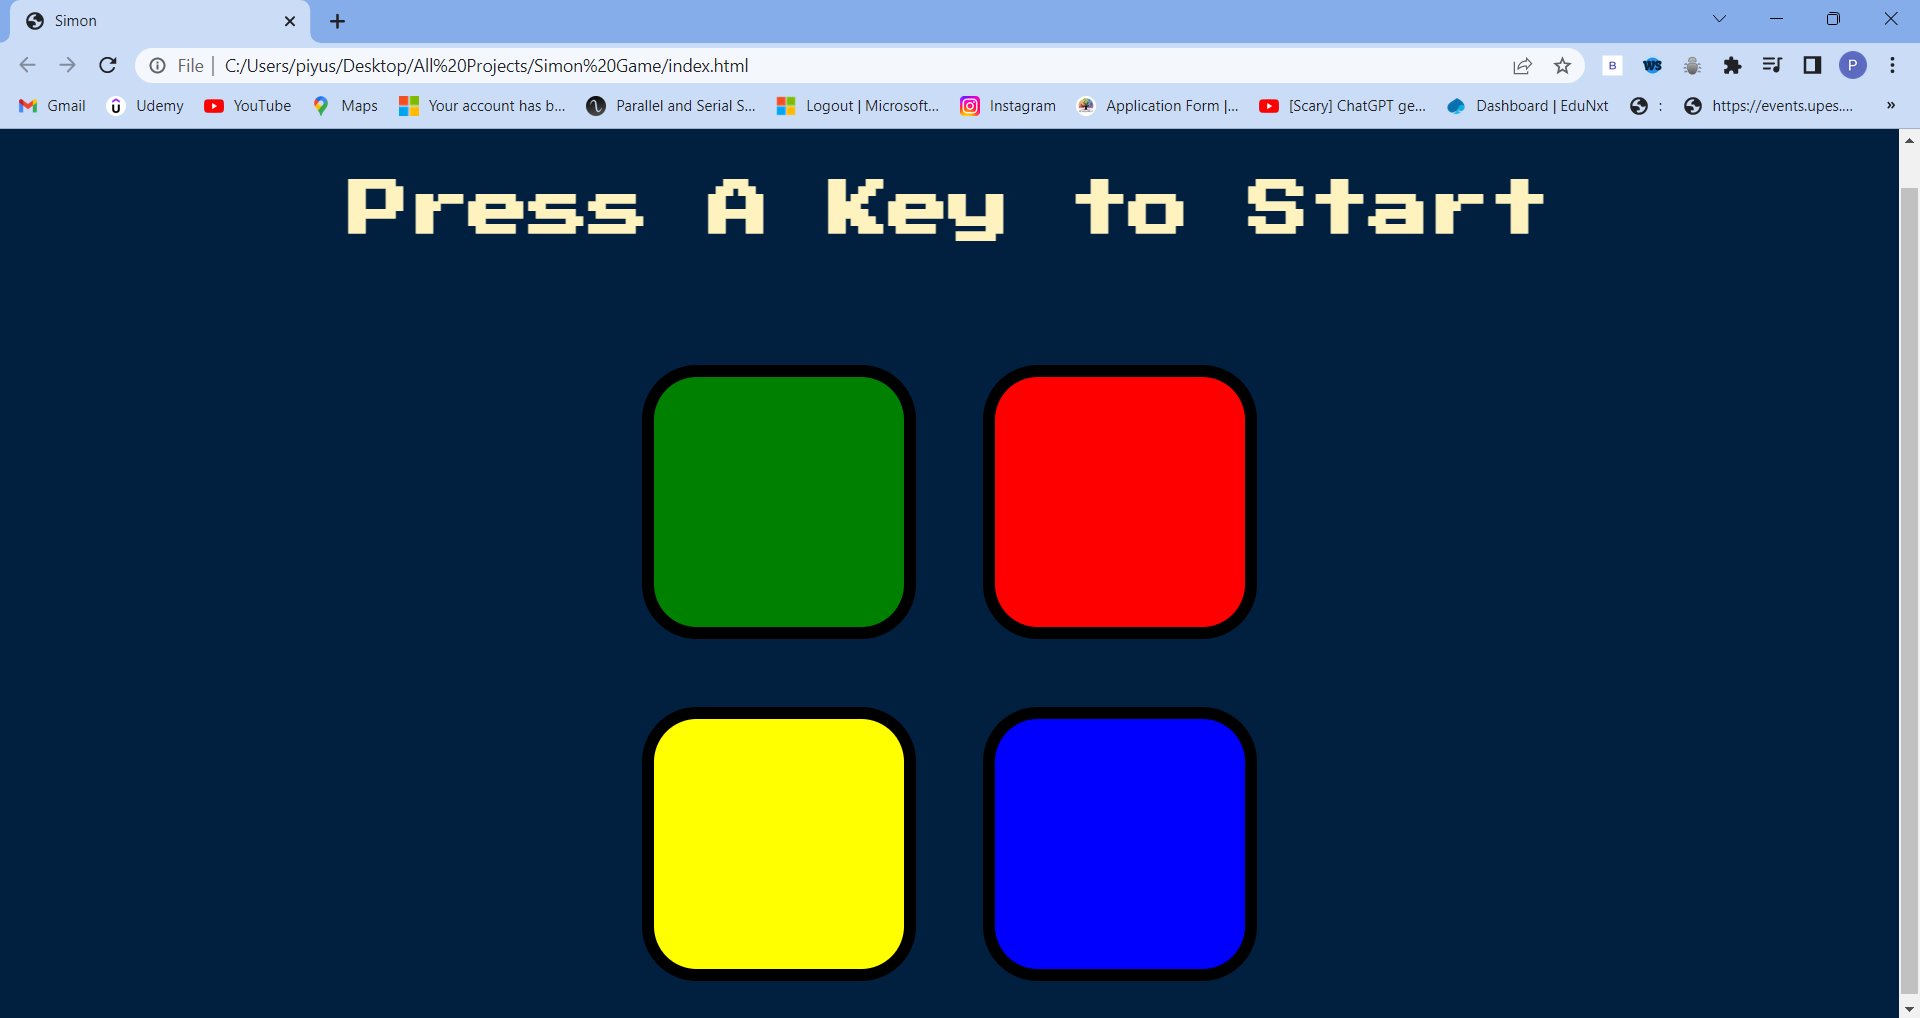 Simon
File | C:/Users/piyus/Desktop/All%20Projects/Simon%20Game/index.html B WS P
Gmail Udemy YouTube Maps Your account has b... Parallel and Serial S... Logout | Microsoft... Instagram Application Form |... [Scary] ChatGPT ge... Dashboard | EduNxt : https://events.upes.... »
Press A Key to Start